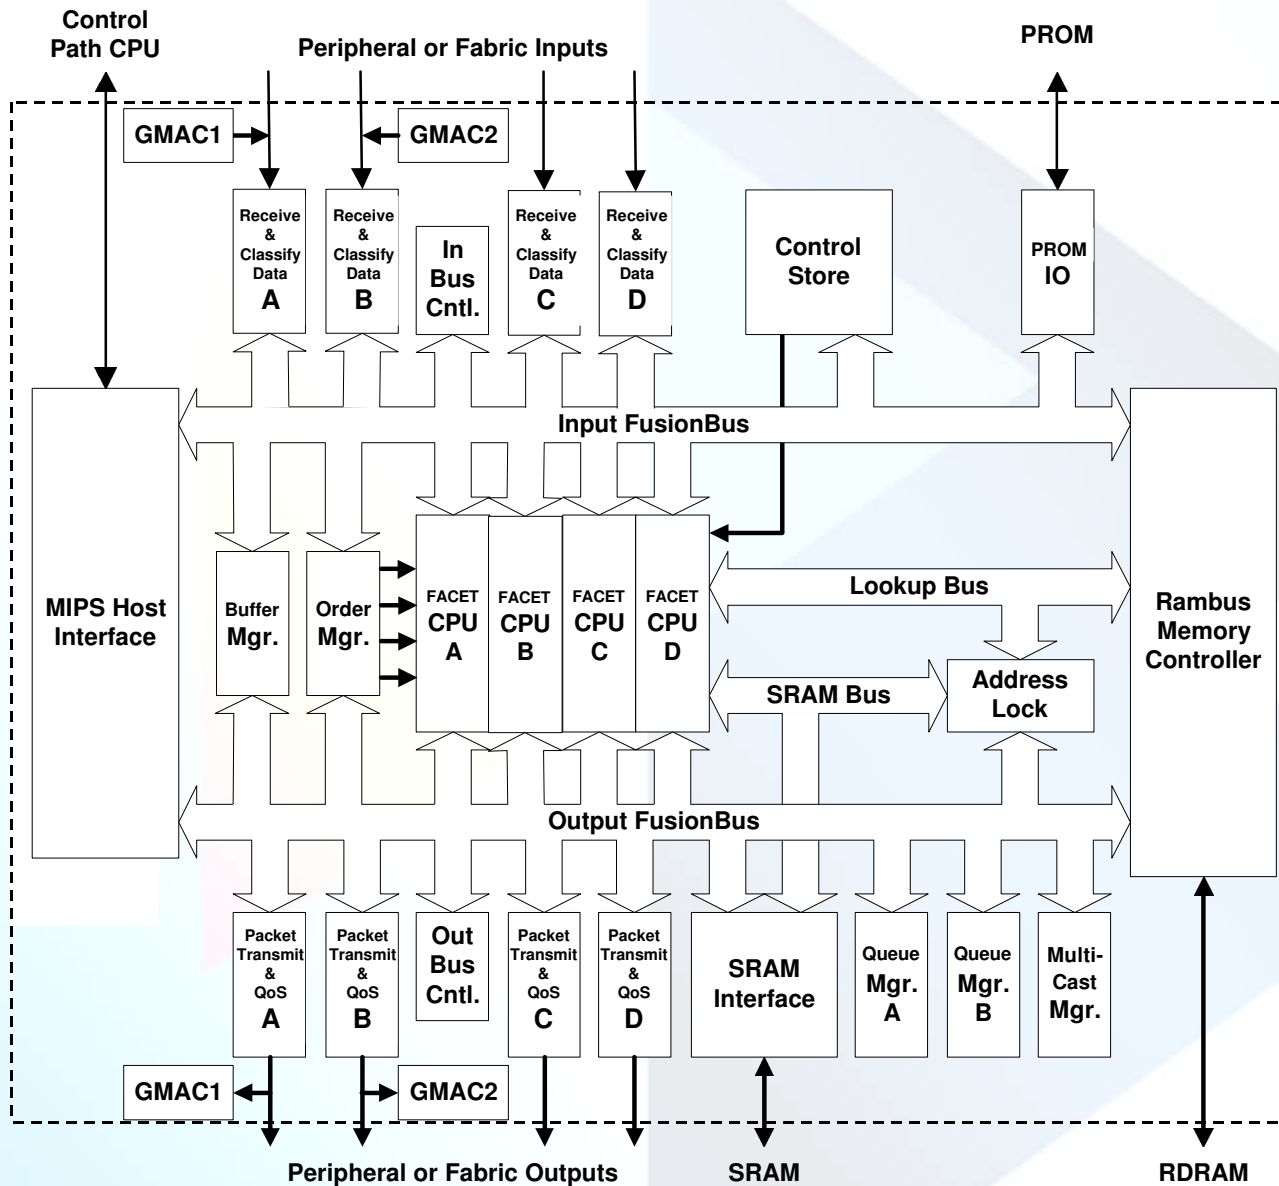 Control
Path CPU
Peripheral or Fabric Inputs
PROM
GMAC1
GMAC2
Receive
&
Classify
Data
A
Receive
&
Classify
Data
B
In
Bus
Cntl.
Receive
&
Classify
Data
C
Receive
&
Classify
Data
D
Control
Store
PROM
IO
Input FusionBus
MIPS Host
Interface
Buffer
Mgr.
Order
Mgr.
FACET
CPU
A
FACET
CPU
B
FACET
CPU
C
FACET
CPU
D
Lookup Bus
SRAM Bus
Address
Lock
Rambus
Memory
Controller
Output FusionBus
Packet
Transmit
&
QoS
A
Packet
Transmit
&
QoS
B
Out
Bus
Cntl.
Packet
Transmit
&
QoS
C
Packet
Transmit
&
QoS
D
SRAM
Interface
Queue
Mgr.
A
Queue
Mgr.
B
Multi-
Cast
Mgr.
GMAC1
GMAC2
Peripheral or Fabric Outputs
SRAM
RDRAM